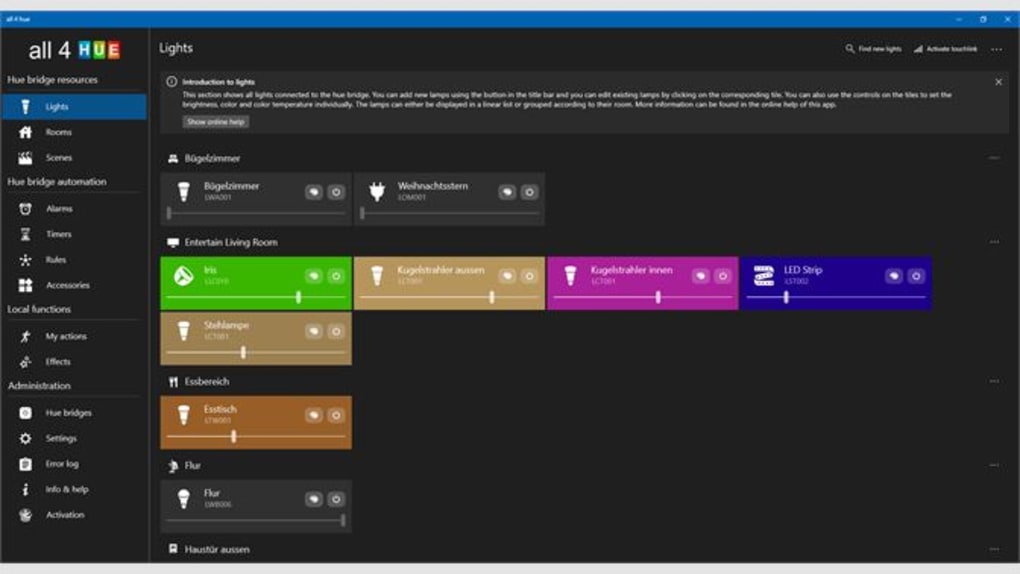 all 4 hue
all 4 HUE
Lights
Find new lights
Activate touchlink
Hue bridge resources
Lights
Rooms
Scenes
Hue bridge automation
Alarms
Timers
Rules
Accessories
Local functions
My actions
Effects
Administration
Hue bridges
Settings
Error log
Info & help
Activation
Introduction to lights
This section shows all lights connected to the hue bridge. You can add new lamps using the button in the title bar and you can edit existing lamps by clicking on the corresponding tile. You can also use the controls on the tiles to set the
brightness, color and color temperature individually. The lamps can either be displayed in a linear list or grouped according to their room. More information can be found in the online help of this app.
Show online help
Bügelzimmer
Bügelzimmer
LWA001
Weihnachtsstern
LOM001
Entertain Living Room
Iris
Kugelstrahler aussen
LCT001
Kugelstrahler innen
LCT001
LED Strip
LST002
Stehlampe
LCT001
Essbereich
Esstisch
LTW001
Flur
Flur
LWB006
Haustür aussen